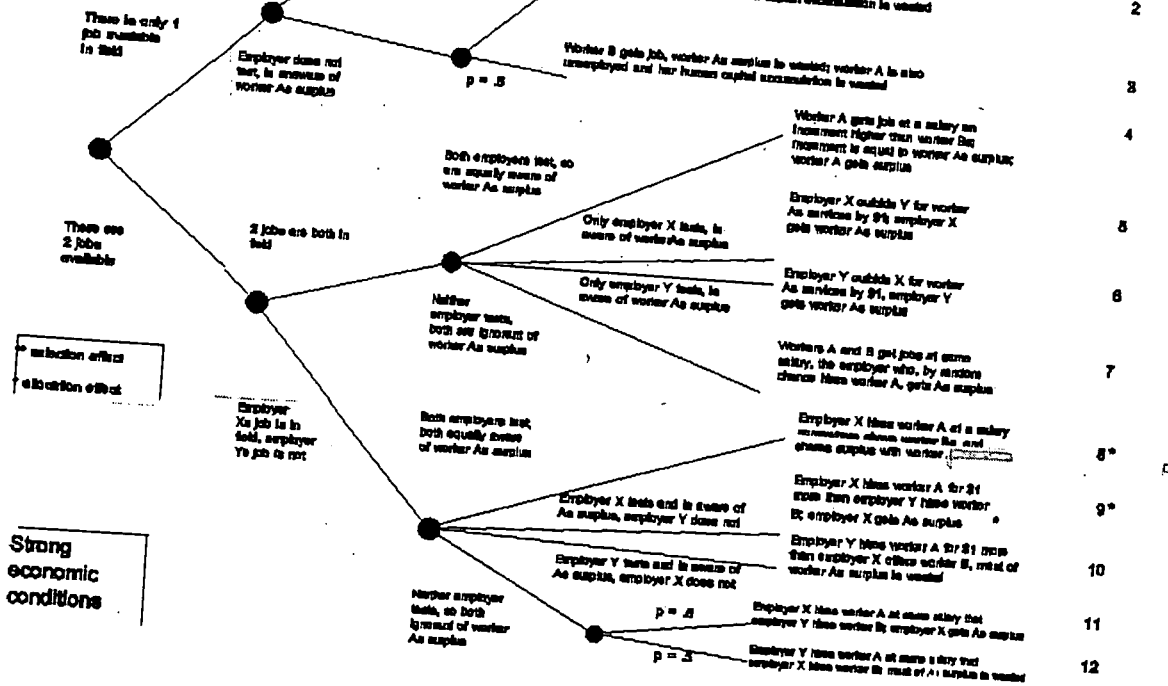 is wasted
2
There is only 1
job available
in field
Employer does not
test, is unaware of
worker As surplus
p = .5
Worker B gets job, worker As surplus is wasted; worker A is also
unemployed and her human capital accumulation is wasted
3
Worker A gets job at a salary an
increment higher than worker Bs;
increment is equal to worker As surplus;
worker A gets surplus
4
Both employers test, so
are equally aware of
worker As surplus
There are
2 jobs
available
2 jobs are both in
field
Only employer X tests, is
aware of worker As surplus
Employer X outbids Y for worker
As services by $1, employer X
gets worker As surplus
5
Only employer Y tests, is
aware of worker As surplus
Employer Y outbids X for worker
As services by $1, employer Y
gets worker As surplus
6
Neither
employer tests,
both are ignorant of
worker As surplus
Workers A and B get jobs at same
salary, the employer who, by random
chance hires worker A, gets As surplus
7
** selection effect
* allocation effect
Employer
Xs job is in
field, employer
Ys job is not
Both employers test,
both equally aware
of worker As surplus
Employer X hires worker A at a salary
shares surplus with worker
8*
Employer X tests and is aware of
As surplus, employer Y does not
Employer X hires worker A for $1
more than employer Y hires worker
B; employer X gets As surplus
9*
Employer Y tests and is aware of
As surplus, employer X does not
Employer Y hires worker A for $1 more
than employer X offers worker B, most of
worker As surplus is wasted
10
Strong
economic
conditions
Neither employer
tests, so both
ignorant of worker
As surplus
p = .5
Employer X hires worker A at same salary that
employer Y hires worker B; employer X gets As surplus
11
p = .5
Employer Y hires worker A at same salary that
employer X hires worker B; most of As surplus is wasted
12